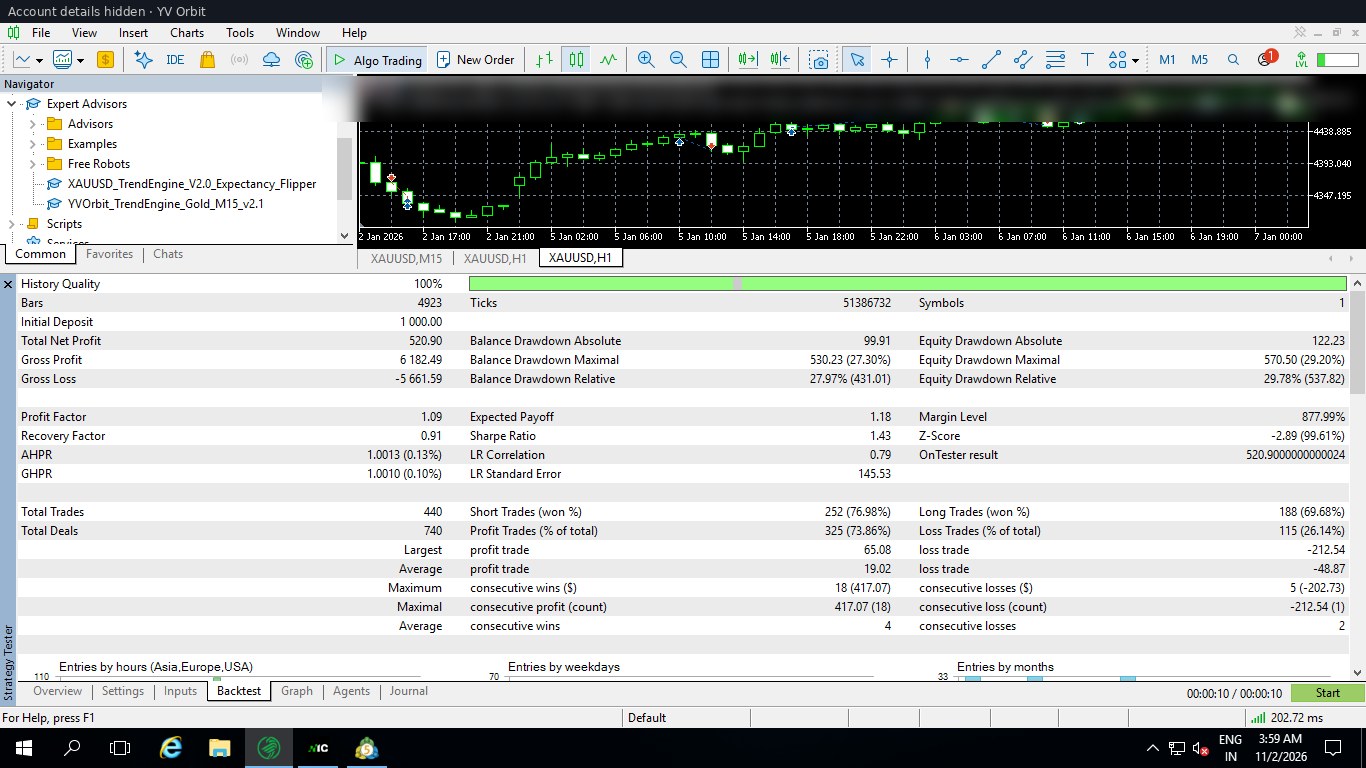 Account details hidden - YV Orbit
File View Insert Charts Tools Window Help
IDE Algo Trading New Order M1 M5 1 LVL
Navigator
Expert Advisors
Advisors
Examples
Free Robots
XAUUSD_TrendEngine_V2.0_Expectancy_Flipper
YVOrbit_TrendEngine_Gold_M15_v2.1
Scripts
Services
Common Favorites Chats
4438.885
4393.040
4347.195
2 Jan 2026 2 Jan 17:00 2 Jan 21:00 5 Jan 02:00 5 Jan 06:00 5 Jan 10:00 5 Jan 14:00 5 Jan 18:00 5 Jan 22:00 6 Jan 03:00 6 Jan 07:00 6 Jan 11:00 6 Jan 15:00 6 Jan 19:00 7 Jan 00:00
XAUUSD,M15 XAUUSD,H1 XAUUSD,H1
History Quality 100%
Bars 4923 Ticks 51386732 Symbols 1
Initial Deposit 1 000.00
Total Net Profit 520.90 Balance Drawdown Absolute 99.91 Equity Drawdown Absolute 122.23
Gross Profit 6 182.49 Balance Drawdown Maximal 530.23 (27.30%) Equity Drawdown Maximal 570.50 (29.20%)
Gross Loss -5 661.59 Balance Drawdown Relative 27.97% (431.01) Equity Drawdown Relative 29.78% (537.82)
Profit Factor 1.09 Expected Payoff 1.18 Margin Level 877.99%
Recovery Factor 0.91 Sharpe Ratio 1.43 Z-Score -2.89 (99.61%)
AHPR 1.0013 (0.13%) LR Correlation 0.79 OnTester result 520.9000000000024
GHPR 1.0010 (0.10%) LR Standard Error 145.53
Total Trades 440 Short Trades (won %) 252 (76.98%) Long Trades (won %) 188 (69.68%)
Total Deals 740 Profit Trades (% of total) 325 (73.86%) Loss Trades (% of total) 115 (26.14%)
Largest profit trade 65.08 loss trade -212.54
Average profit trade 19.02 loss trade -48.87
Maximum consecutive wins ($) 18 (417.07) consecutive losses ($) 5 (-202.73)
Maximal consecutive profit (count) 417.07 (18) consecutive loss (count) -212.54 (1)
Average consecutive wins 4 consecutive losses 2
Entries by hours (Asia,Europe,USA) Entries by weekdays Entries by months
110 70 33
Strategy Tester
Overview Settings Inputs Backtest Graph Agents Journal 00:00:10 / 00:00:10 Start
For Help, press F1 Default 202.72 ms
IC 5 ENG IN 3:59 AM 11/2/2026